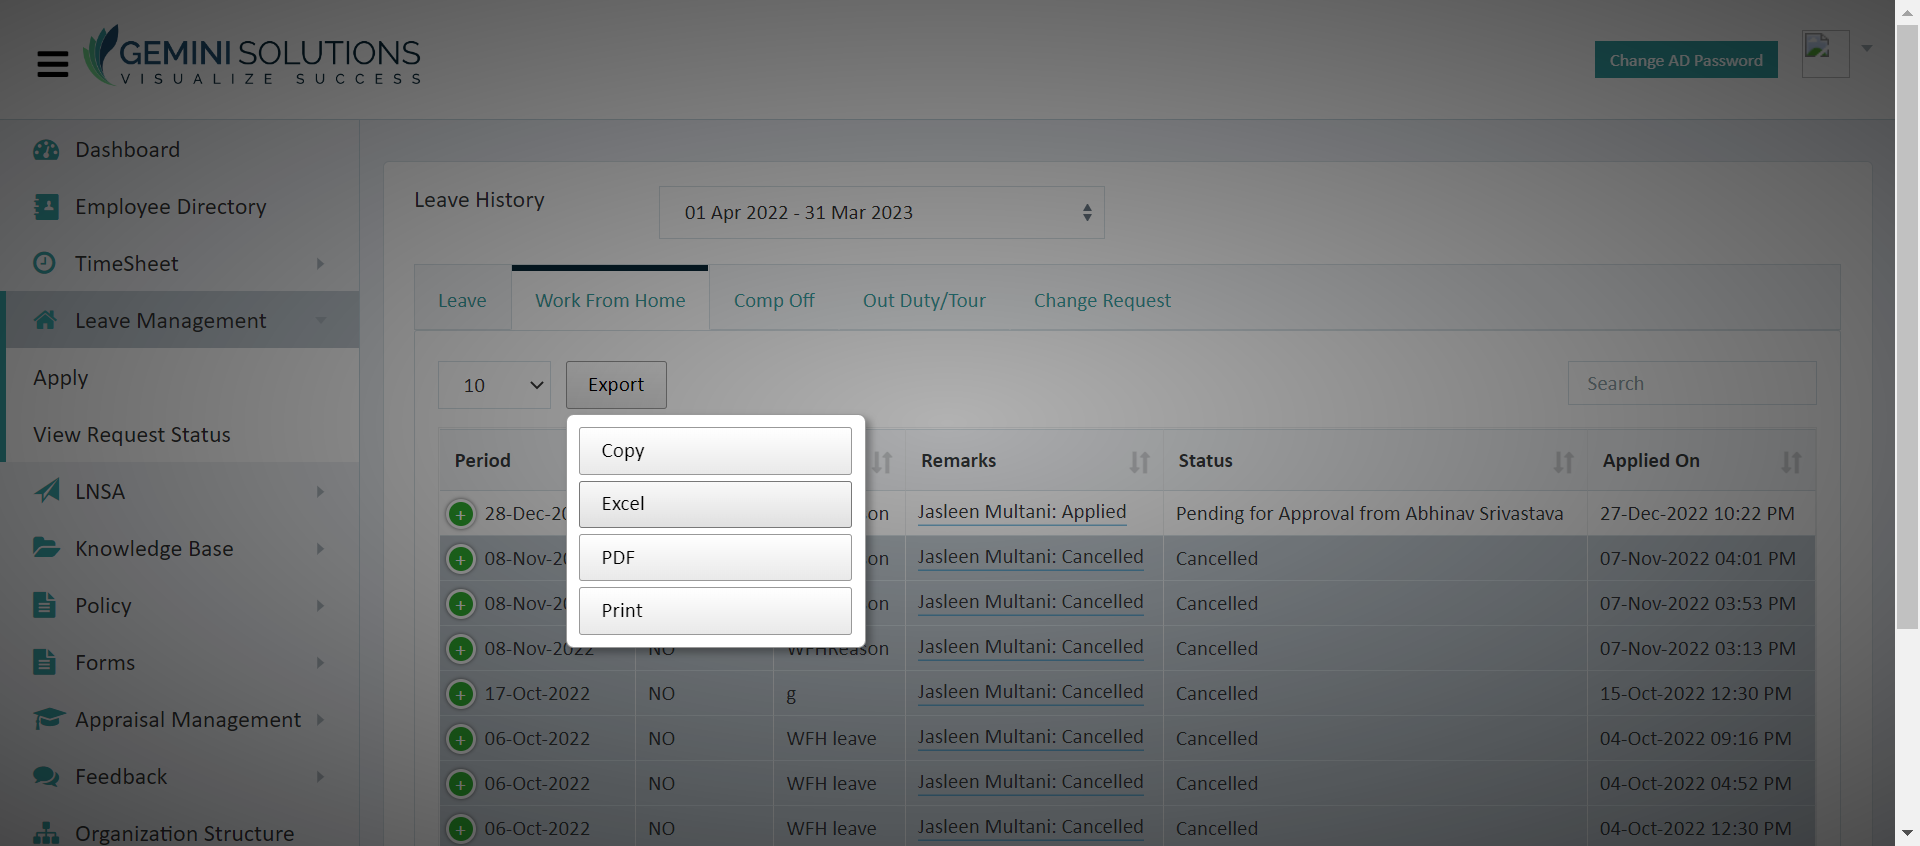 GEMINI SOLUTIONS
VISUALIZE SUCCESS
Change AD Password
Dashboard
Employee Directory
TimeSheet
Leave Management
Apply
View Request Status
LNSA
Knowledge Base
Policy
Forms
Appraisal Management
Feedback
Organization Structure
Leave History
01 Apr 2022 - 31 Mar 2023
Leave Work From Home Comp Off Out Duty/Tour Change Request
10 Export Search
Copy
Excel
PDF
Print
Period Remarks Status Applied On
28-Dec-20 on Jasleen Multani: Applied Pending for Approval from Abhinav Srivastava 27-Dec-2022 10:22 PM
08-Nov-20 on Jasleen Multani: Cancelled Cancelled 07-Nov-2022 04:01 PM
08-Nov-20 on Jasleen Multani: Cancelled Cancelled 07-Nov-2022 03:53 PM
08-Nov-2022 NO WFHReason Jasleen Multani: Cancelled Cancelled 07-Nov-2022 03:13 PM
17-Oct-2022 NO g Jasleen Multani: Cancelled Cancelled 15-Oct-2022 12:30 PM
06-Oct-2022 NO WFH leave Jasleen Multani: Cancelled Cancelled 04-Oct-2022 09:16 PM
06-Oct-2022 NO WFH leave Jasleen Multani: Cancelled Cancelled 04-Oct-2022 04:52 PM
06-Oct-2022 NO WFH leave Jasleen Multani: Cancelled Cancelled 04-Oct-2022 12:30 PM